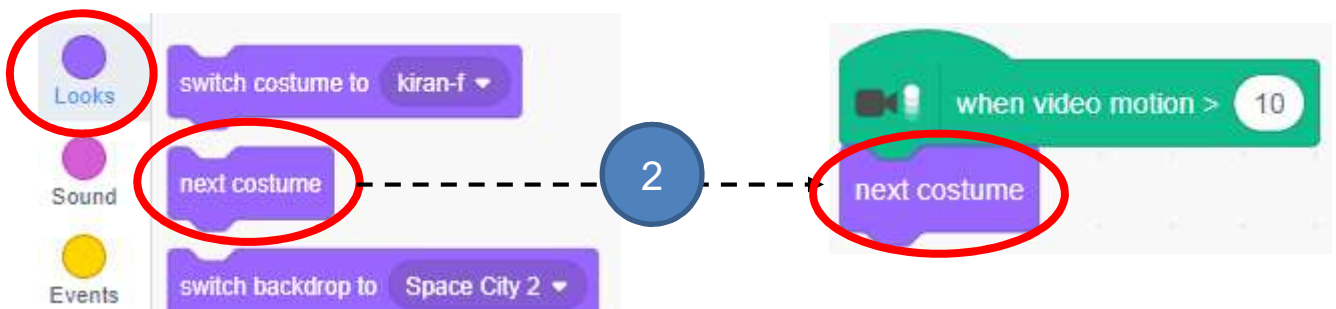 Looks
Sound
Events
switch costume to kiran-f
next costume
switch backdrop to Space City 2
2
when video motion > 10
next costume